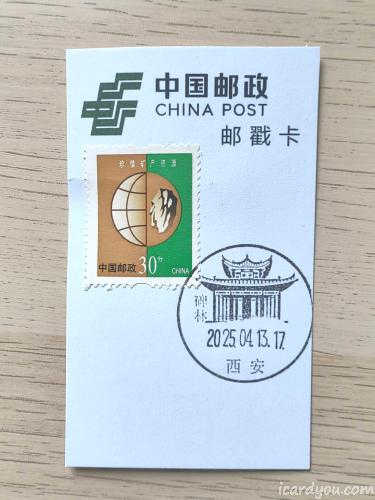 中国邮政
CHINA POST
邮戳卡
珍惜矿产资源
中国邮政 30分
CHINA
碑林
2025.04.13.17
西安
icardyou.com